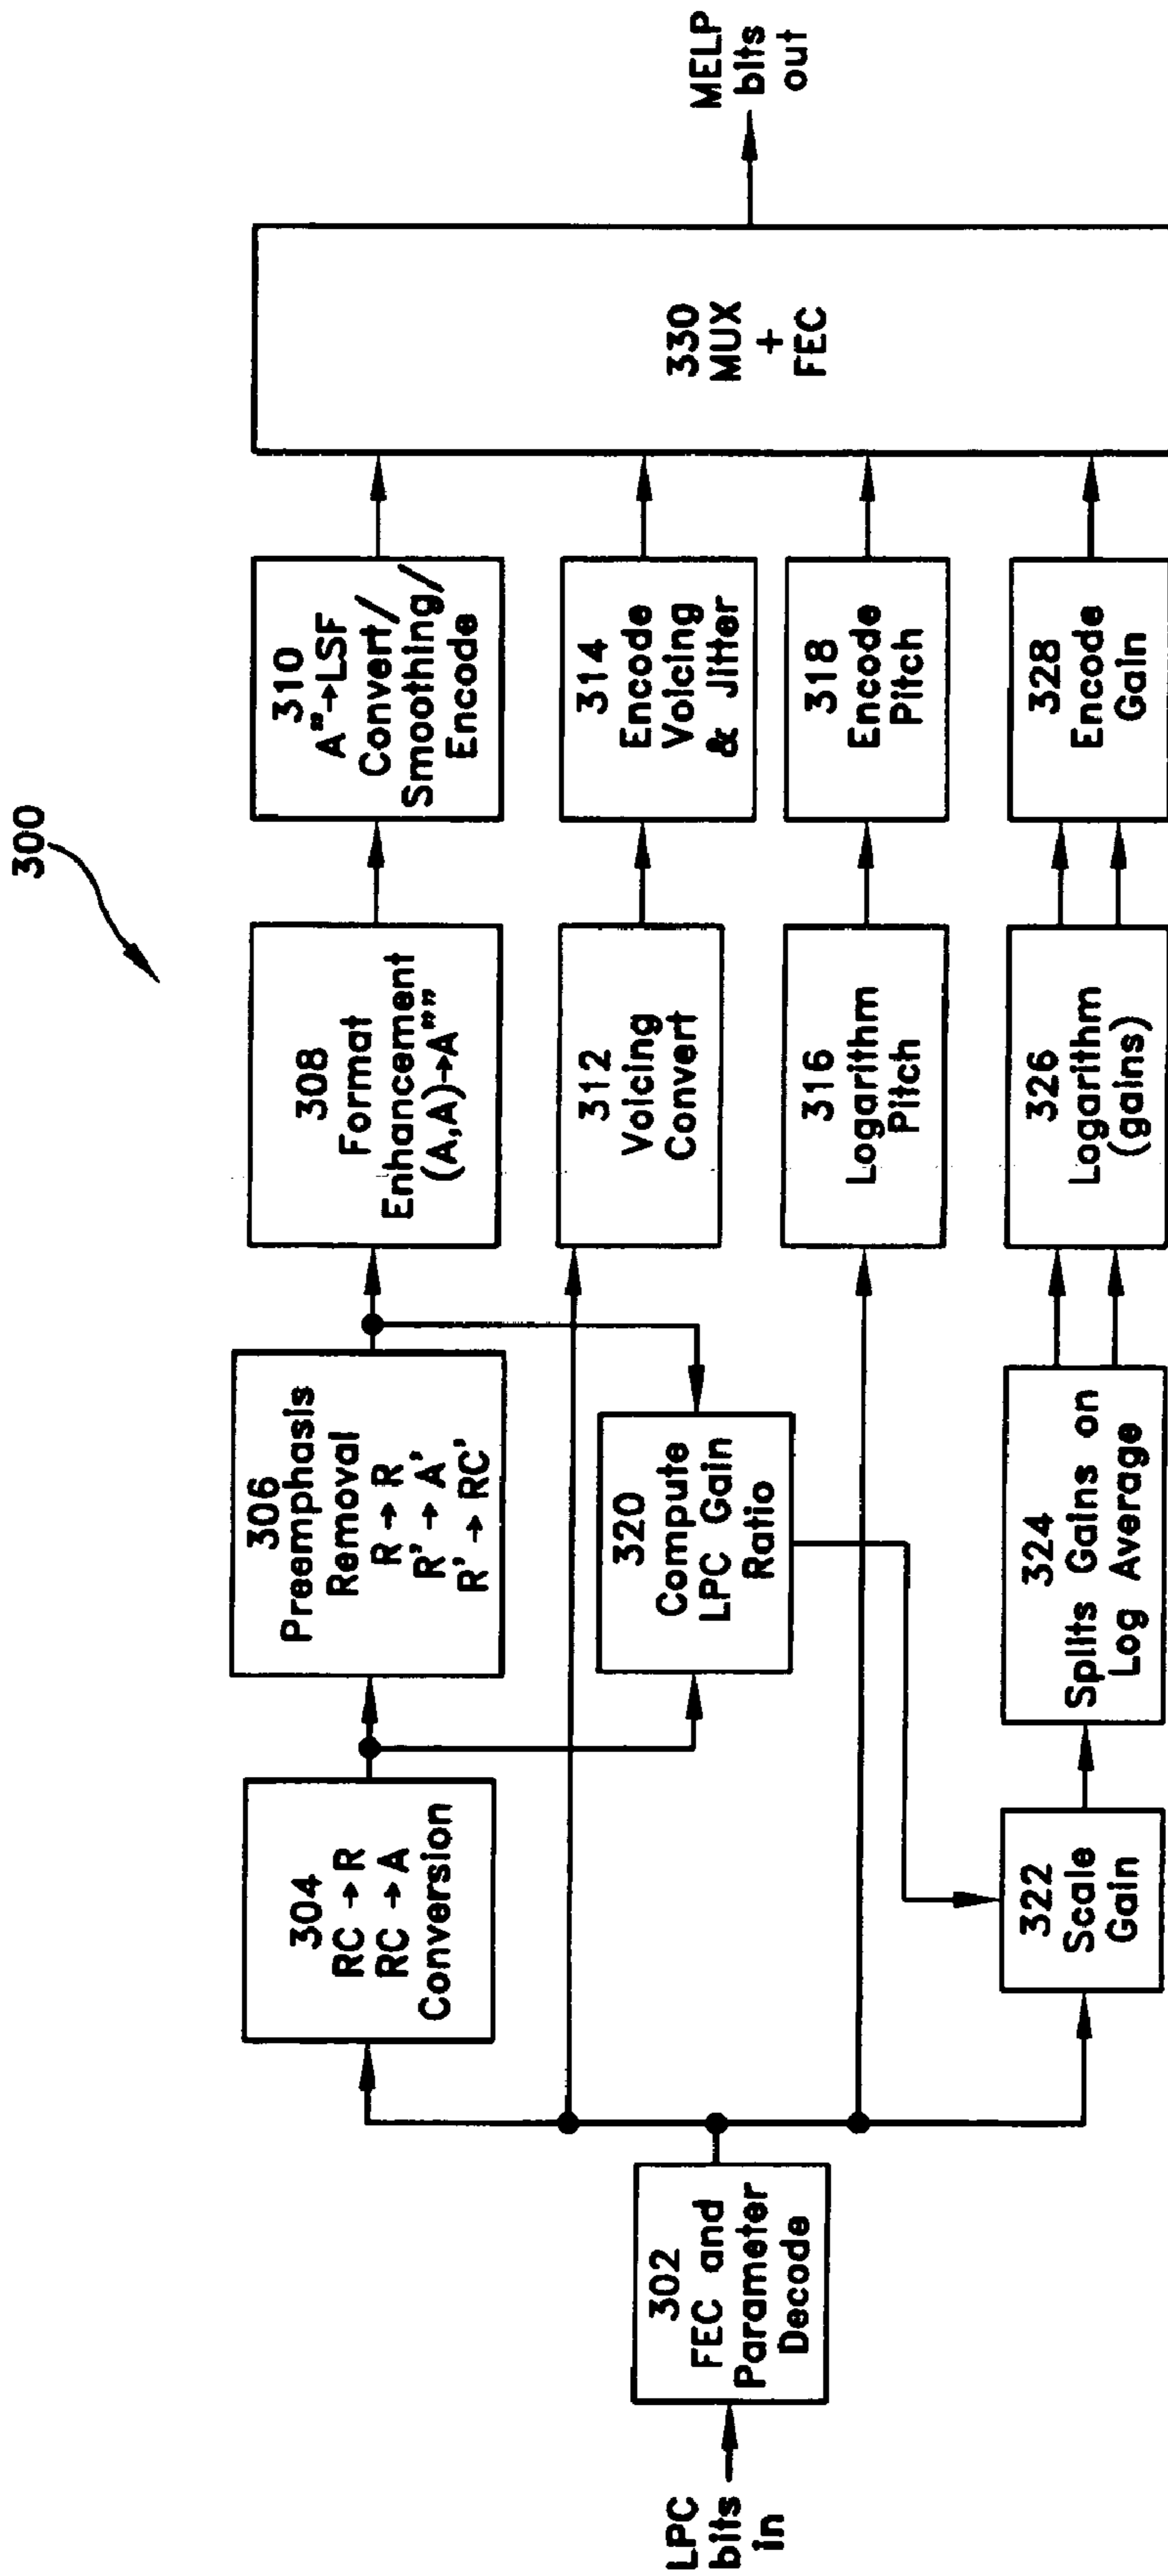 300
LPC
bits
in
302
FEC and
Parameter
Decode
304
RC → R
RC → A
Conversion
306
Preemphasis
Removal
R → R
R' → A'
R' → RC'
308
Format
Enhancement
(A,A)→A'''
310
A"→LSF
Convert/
Smoothing/
Encode
312
Voicing
Convert
314
Encode
Voicing
& Jitter
316
Logarithm
Pitch
318
Encode
Pitch
320
Compute
LPC Gain
Ratio
322
Scale
Gain
324
Splits Gains on
Log Average
326
Logarithm
(gains)
328
Encode
Gain
330
MUX
+
FEC
MELP
bits
out